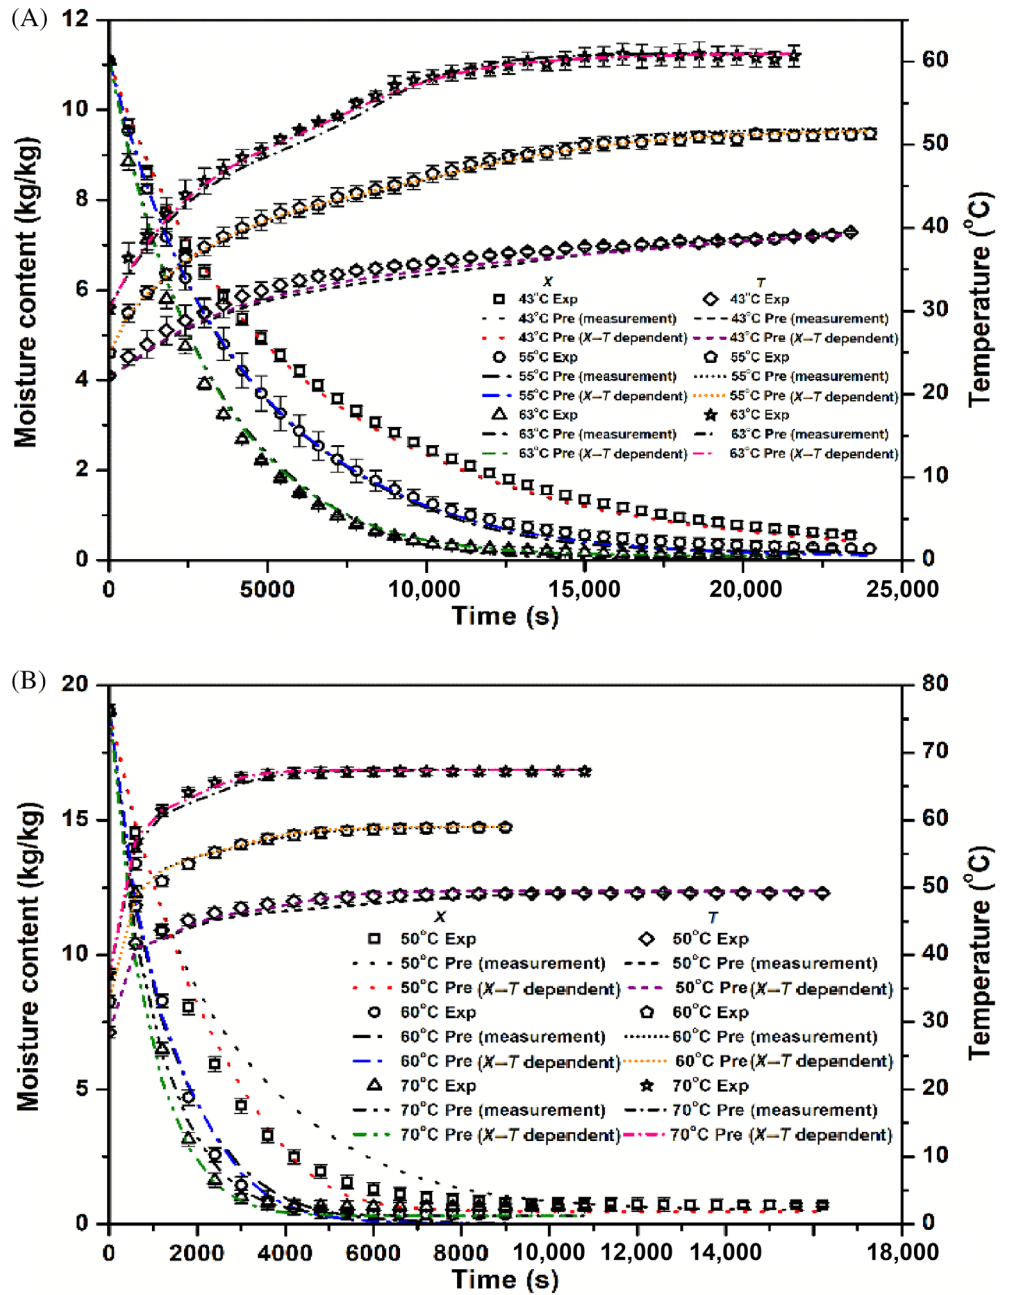 (A)
12
10
8
6
4
2
0
Moisture content (kg/kg)
60
50
40
30
20
10
0
Temperature (°C)
X T
43°C Exp 43°C Exp
43°C Pre (measurement) 43°C Pre (measurement)
43°C Pre (X–T dependent) 43°C Pre (X–T dependent)
55°C Exp 55°C Exp
55°C Pre (measurement) 55°C Pre (measurement)
55°C Pre (X–T dependent) 55°C Pre (X–T dependent)
63°C Exp 63°C Exp
63°C Pre (measurement) 63°C Pre (measurement)
63°C Pre (X–T dependent) 63°C Pre (X–T dependent)
0 5000 10,000 15,000 20,000 25,000
Time (s)
(B)
20
15
10
5
0
Moisture content (kg/kg)
80
70
60
50
40
30
20
10
0
Temperature (°C)
X T
50°C Exp 50°C Exp
50°C Pre (measurement) 50°C Pre (measurement)
50°C Pre (X–T dependent) 50°C Pre (X–T dependent)
60°C Exp 60°C Exp
60°C Pre (measurement) 60°C Pre (measurement)
60°C Pre (X–T dependent) 60°C Pre (X–T dependent)
70°C Exp 70°C Exp
70°C Pre (measurement) 70°C Pre (measurement)
70°C Pre (X–T dependent) 70°C Pre (X–T dependent)
0 2000 4000 6000 8000 10,000 12,000 14,000 16,000 18,000
Time (s)